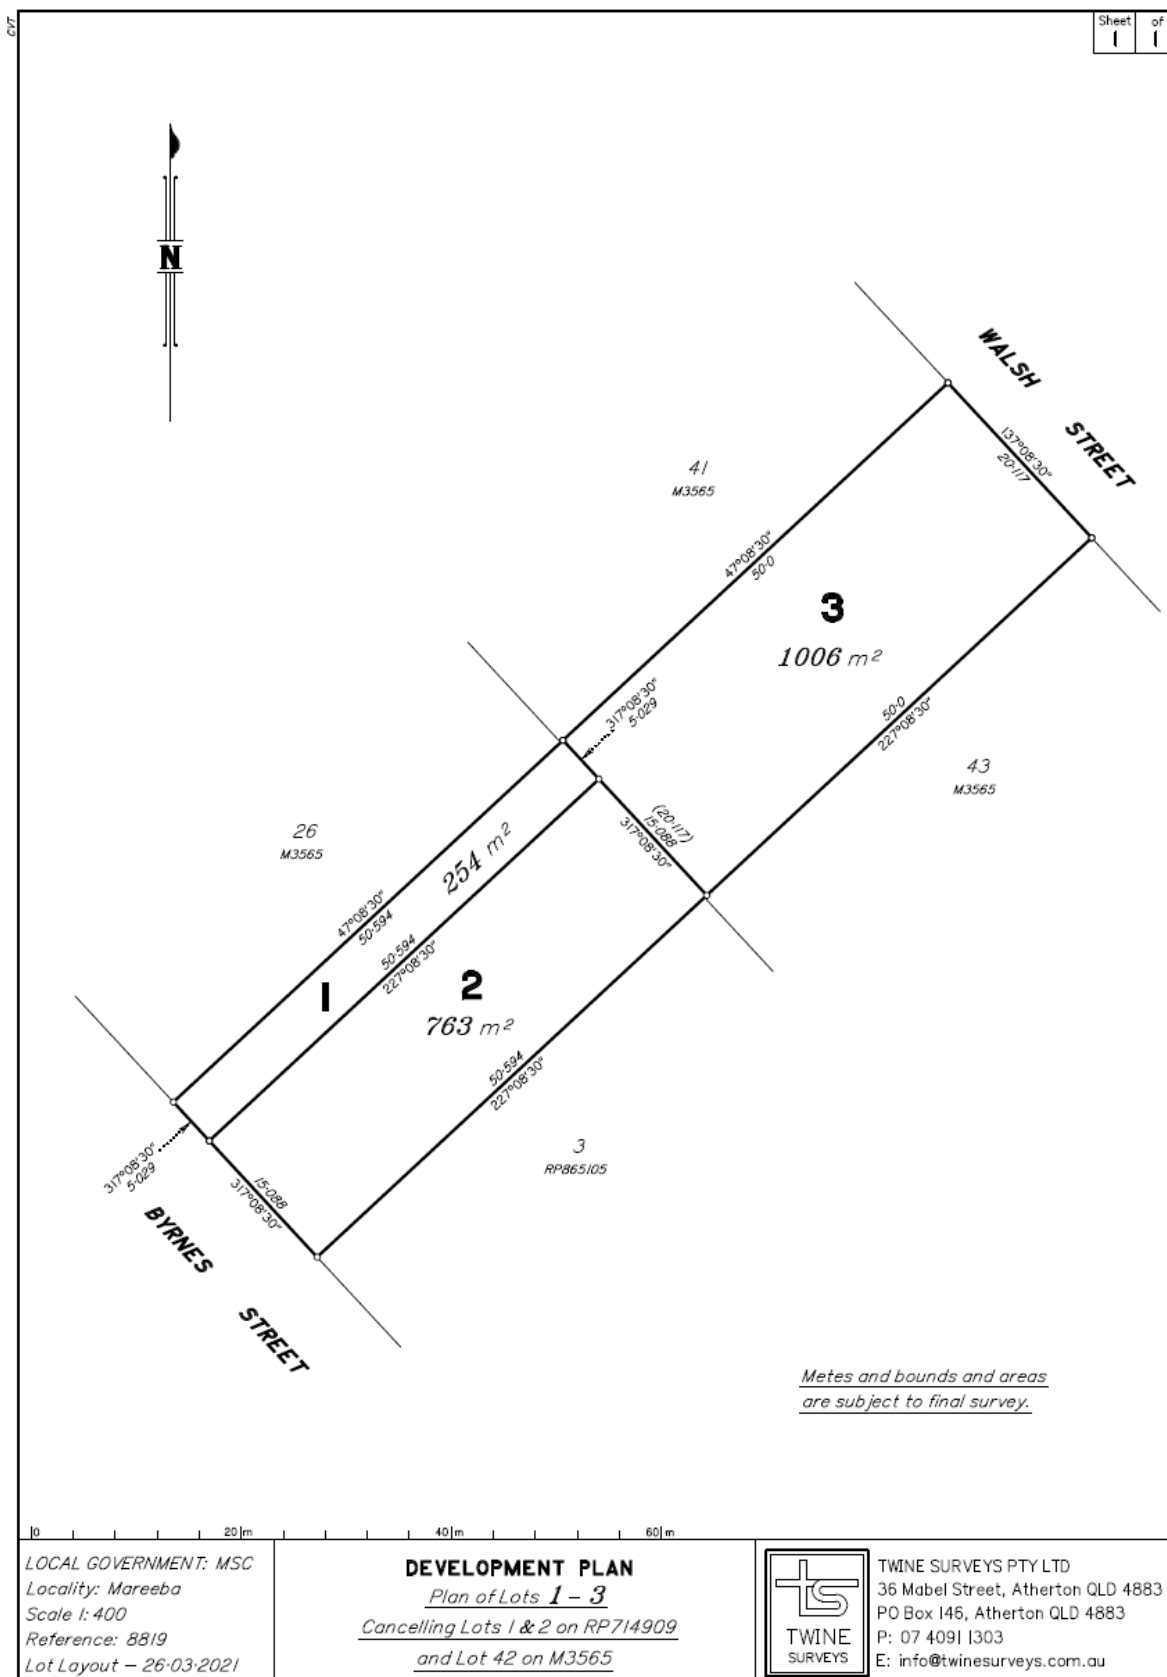 CVT
Sheet of
1 1
N
WALSH STREET
137°08'30"
20·117
41
M3565
47°08'30"
50·0
3
1006 m²
317°08'30"
5·029
50·0
227°08'30"
43
M3565
(20·117)
15·088
317°08'30"
26
M3565
254 m²
47°08'30"
50·594
50·594
227°08'30"
1
2
763 m²
50·594
227°08'30"
3
RP865105
317°08'30"
5·029
15·088
317°08'30"
BYRNES STREET
Metes and bounds and areas
are subject to final survey.
0 20 m 40 m 60 m
LOCAL GOVERNMENT: MSC
Locality: Mareeba
Scale 1: 400
Reference: 8819
Lot Layout – 26·03·2021
DEVELOPMENT PLAN
Plan of Lots 1 – 3
Cancelling Lots 1 & 2 on RP714909
and Lot 42 on M3565
ts
TWINE
SURVEYS
TWINE SURVEYS PTY LTD
36 Mabel Street, Atherton QLD 4883
PO Box 146, Atherton QLD 4883
P: 07 4091 1303
E: info@twinesurveys.com.au